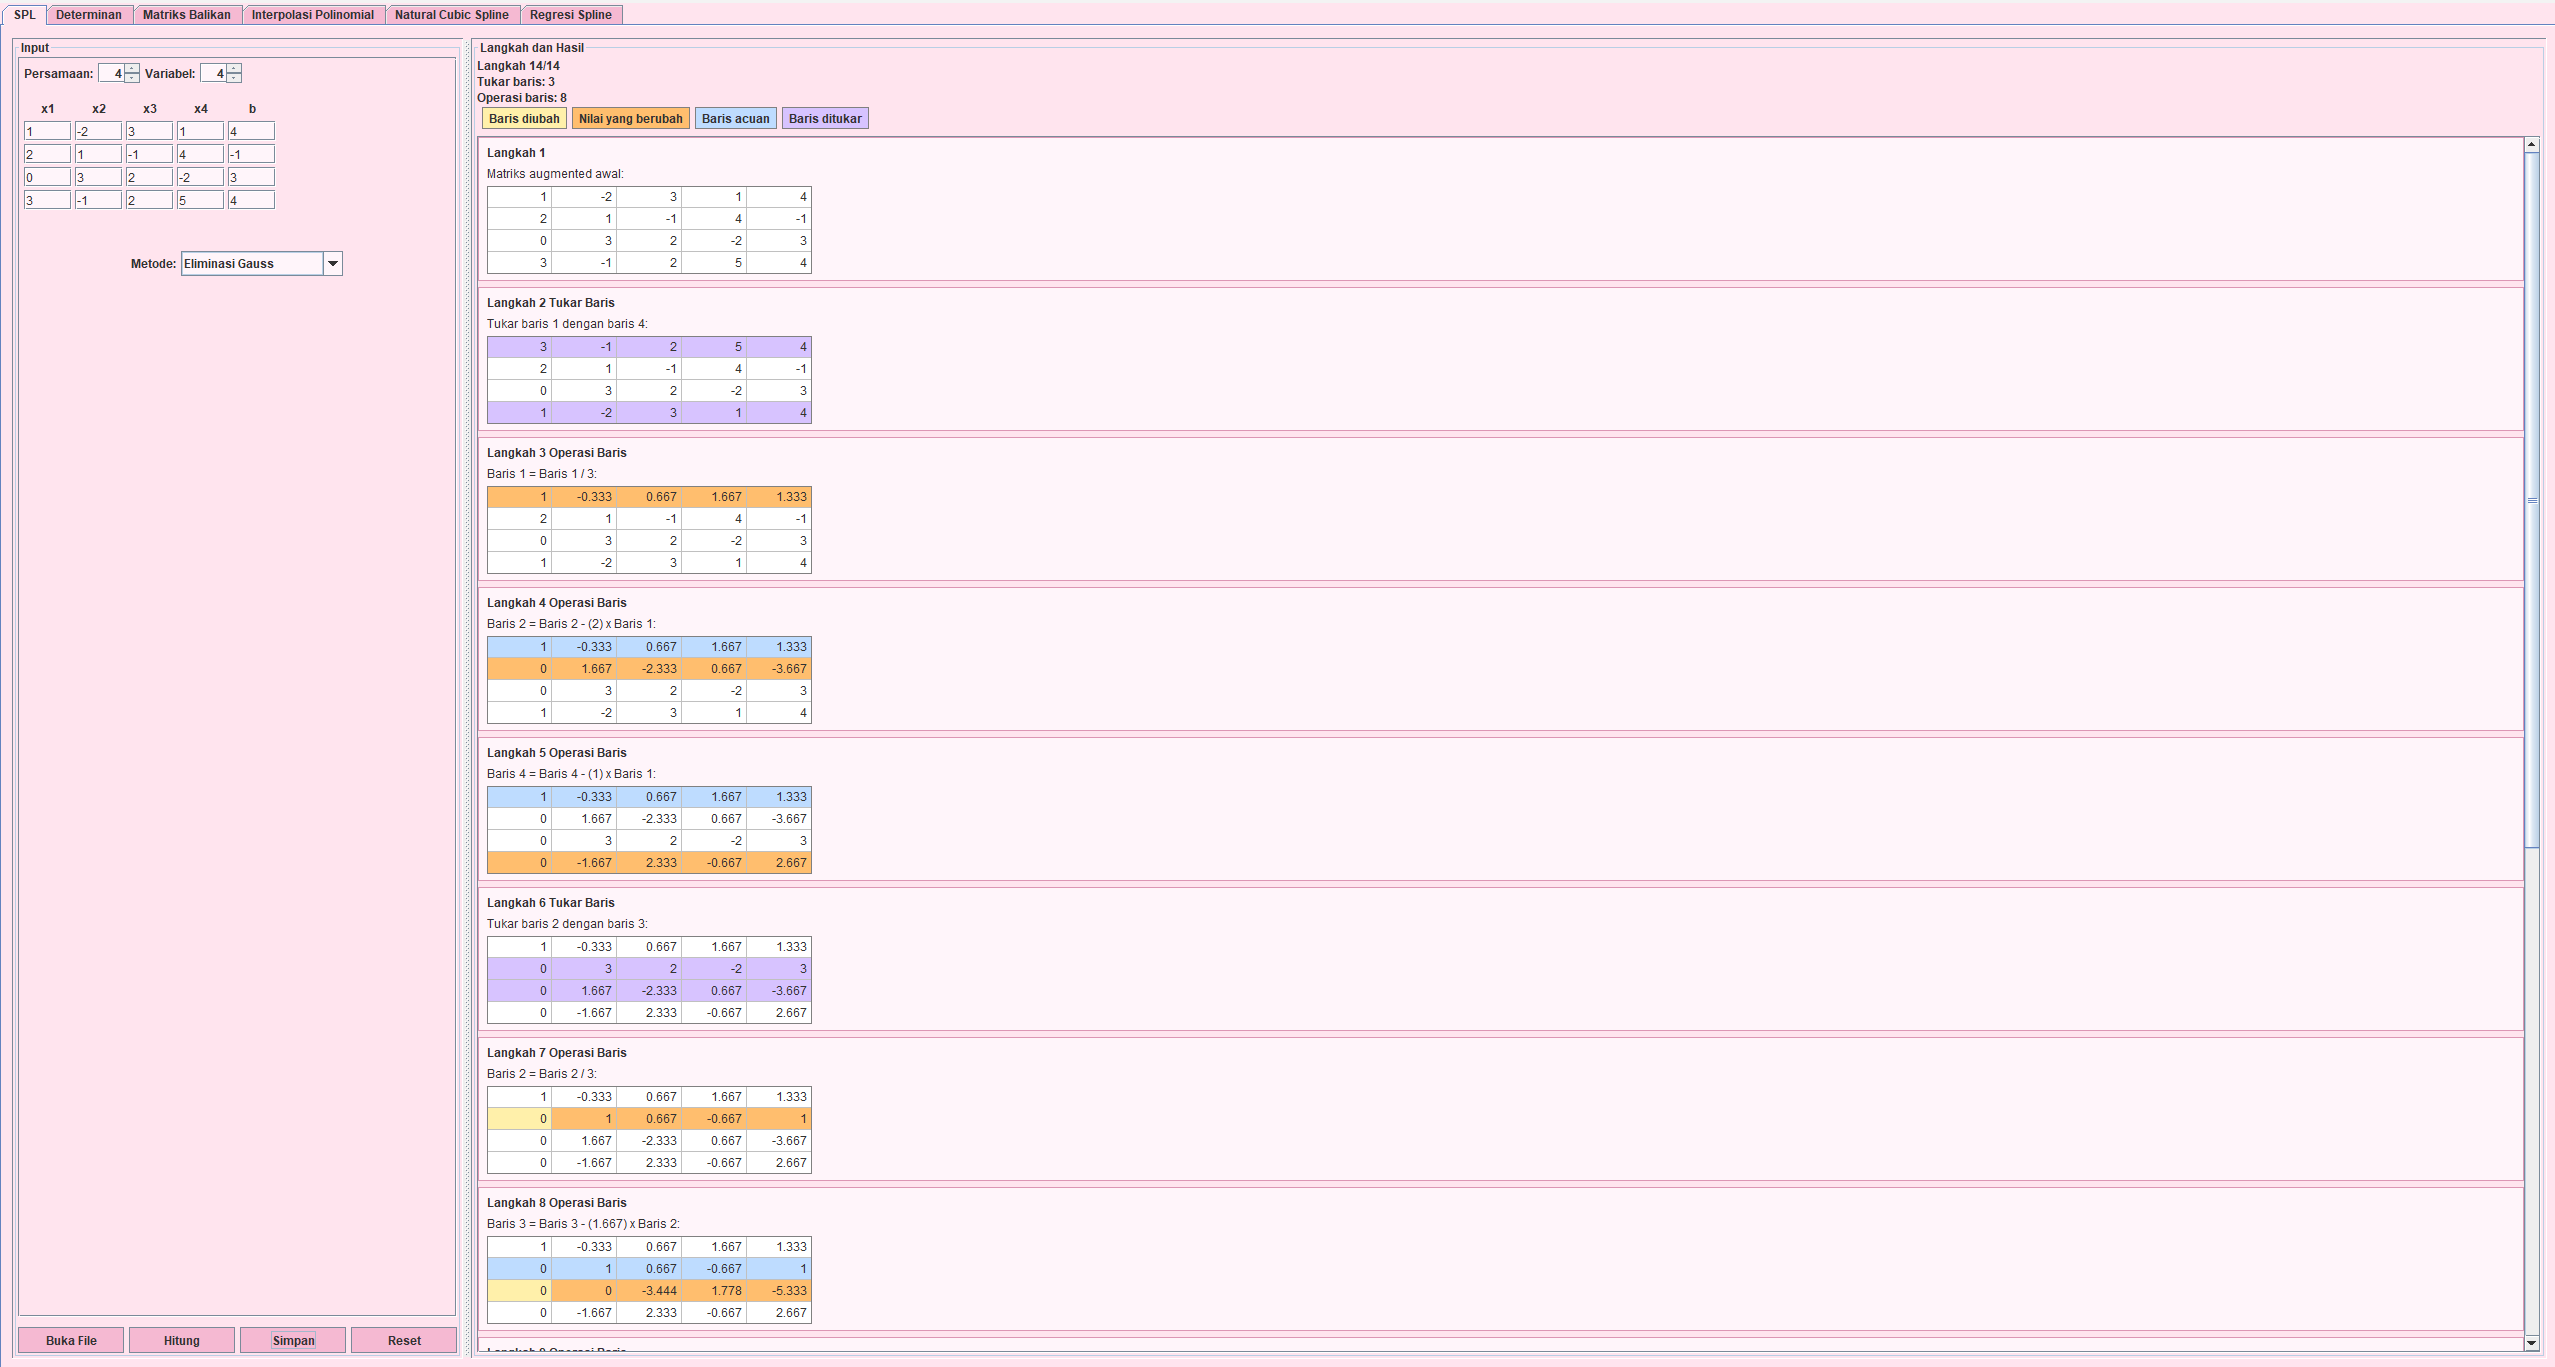 SPL Determinan Matriks Balikan Interpolasi Polinomial Natural Cubic Spline Regresi Spline
Input
Persamaan: 4 Variabel: 4
x1 x2 x3 x4 b
1 -2 3 1 4
2 1 -1 4 -1
0 3 2 -2 3
3 -1 2 5 4
Metode: Eliminasi Gauss
Buka File Hitung Simpan Reset
Langkah dan Hasil
Langkah 14/14
Tukar baris: 3
Operasi baris: 8
Baris diubah Nilai yang berubah Baris acuan Baris ditukar
Langkah 1
Matriks augmented awal:
1 -2 3 1 4
2 1 -1 4 -1
0 3 2 -2 3
3 -1 2 5 4
Langkah 2 Tukar Baris
Tukar baris 1 dengan baris 4:
3 -1 2 5 4
2 1 -1 4 -1
0 3 2 -2 3
1 -2 3 1 4
Langkah 3 Operasi Baris
Baris 1 = Baris 1 / 3:
1 -0.333 0.667 1.667 1.333
2 1 -1 4 -1
0 3 2 -2 3
1 -2 3 1 4
Langkah 4 Operasi Baris
Baris 2 = Baris 2 - (2) x Baris 1:
1 -0.333 0.667 1.667 1.333
0 1.667 -2.333 0.667 -3.667
0 3 2 -2 3
1 -2 3 1 4
Langkah 5 Operasi Baris
Baris 4 = Baris 4 - (1) x Baris 1:
1 -0.333 0.667 1.667 1.333
0 1.667 -2.333 0.667 -3.667
0 3 2 -2 3
0 -1.667 2.333 -0.667 2.667
Langkah 6 Tukar Baris
Tukar baris 2 dengan baris 3:
1 -0.333 0.667 1.667 1.333
0 3 2 -2 3
0 1.667 -2.333 0.667 -3.667
0 -1.667 2.333 -0.667 2.667
Langkah 7 Operasi Baris
Baris 2 = Baris 2 / 3:
1 -0.333 0.667 1.667 1.333
0 1 0.667 -0.667 1
0 1.667 -2.333 0.667 -3.667
0 -1.667 2.333 -0.667 2.667
Langkah 8 Operasi Baris
Baris 3 = Baris 3 - (1.667) x Baris 2:
1 -0.333 0.667 1.667 1.333
0 1 0.667 -0.667 1
0 0 -3.444 1.778 -5.333
0 -1.667 2.333 -0.667 2.667